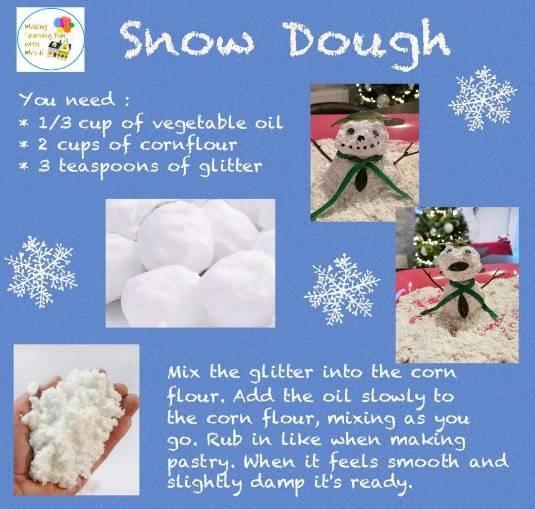 Making
Learning Fun
with
Mrs H
Snow Dough
You need :
* 1/3 cup of vegetable oil
* 2 cups of cornflour
* 3 teaspoons of glitter
Mix the glitter into the corn
flour. Add the oil slowly to
the corn flour, mixing as you
go. Rub in like when making
pastry. When it feels smooth and
slightly damp it's ready.